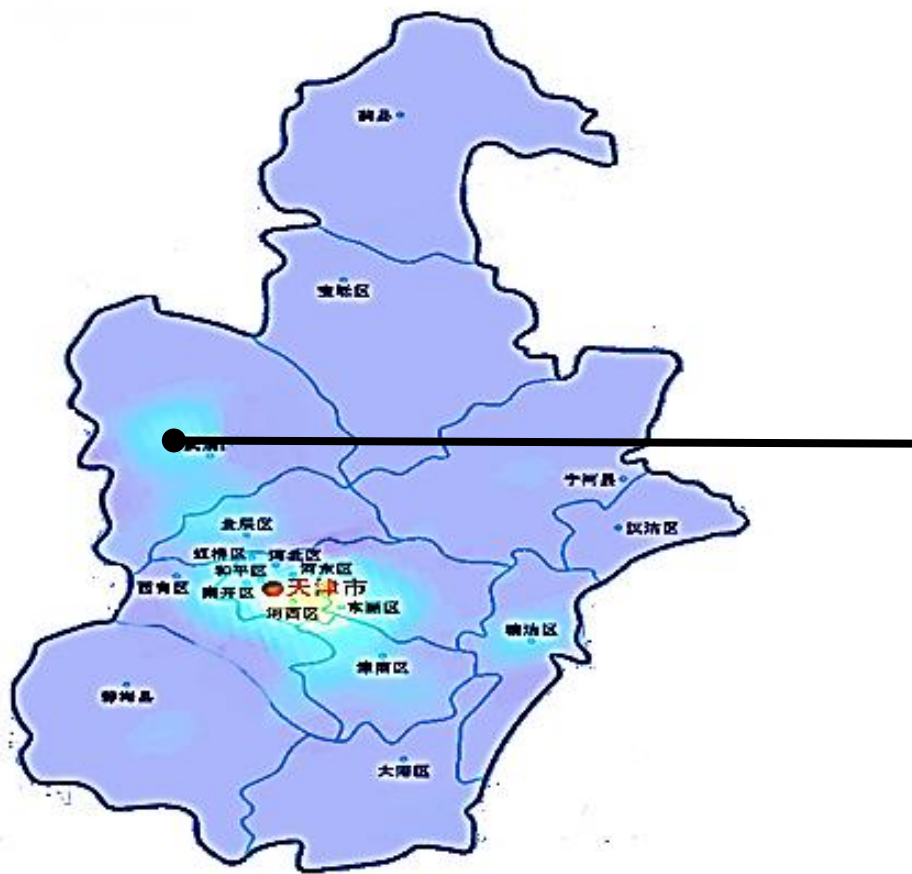 蓟县
宝坻区
宁河县
汉沽区
北辰区
红桥区
河北区
和平区
河东区
西青区
南开区
天津市
河西区
东丽区
塘沽区
津南区
静海县
大港区